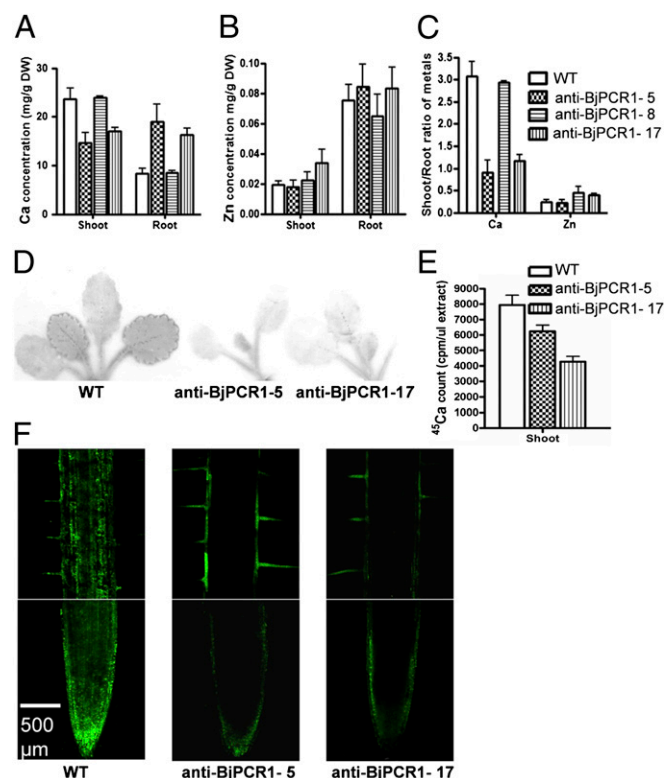 A
B
C
Ca concentration (mg/g DW)
30
20
10
0
Shoot
Root
Zn concentration mg/g DW)
0.10
0.08
0.06
0.04
0.02
0.00
Shoot
Root
Shoot/Root ratio of metals
3.5
3.0
2.5
2.0
1.5
1.0
0.5
0.0
Ca
Zn
WT
anti-BjPCR1- 5
anti-BjPCR1- 8
anti-BjPCR1- 17
D
WT
anti-BjPCR1-5
anti-BjPCR1-17
E
WT
anti-BjPCR1-5
anti-BjPCR1- 17
⁴⁵Ca count (cpm/ul extract)
9000
8000
7000
6000
5000
4000
3000
2000
1000
0
Shoot
F
500
µm
WT
anti-BjPCR1- 5
anti-BjPCR1- 17